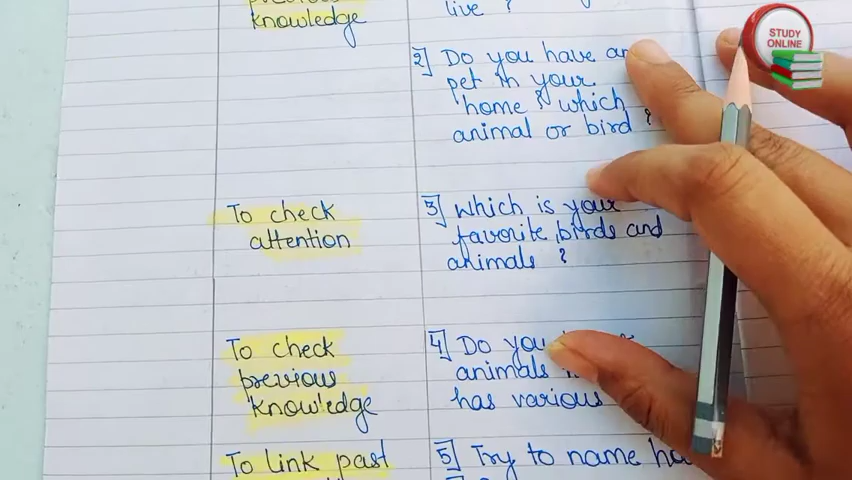 knowledge
live ?
2] Do you have an
pet in your
home & which
animal or bird ?
To check
attention
3] Which is your
favorite birds and
animals ?
To check
previous
knowledge
4] Do you
animals
has various
To link past
5] Try to name
STUDY
ONLINE